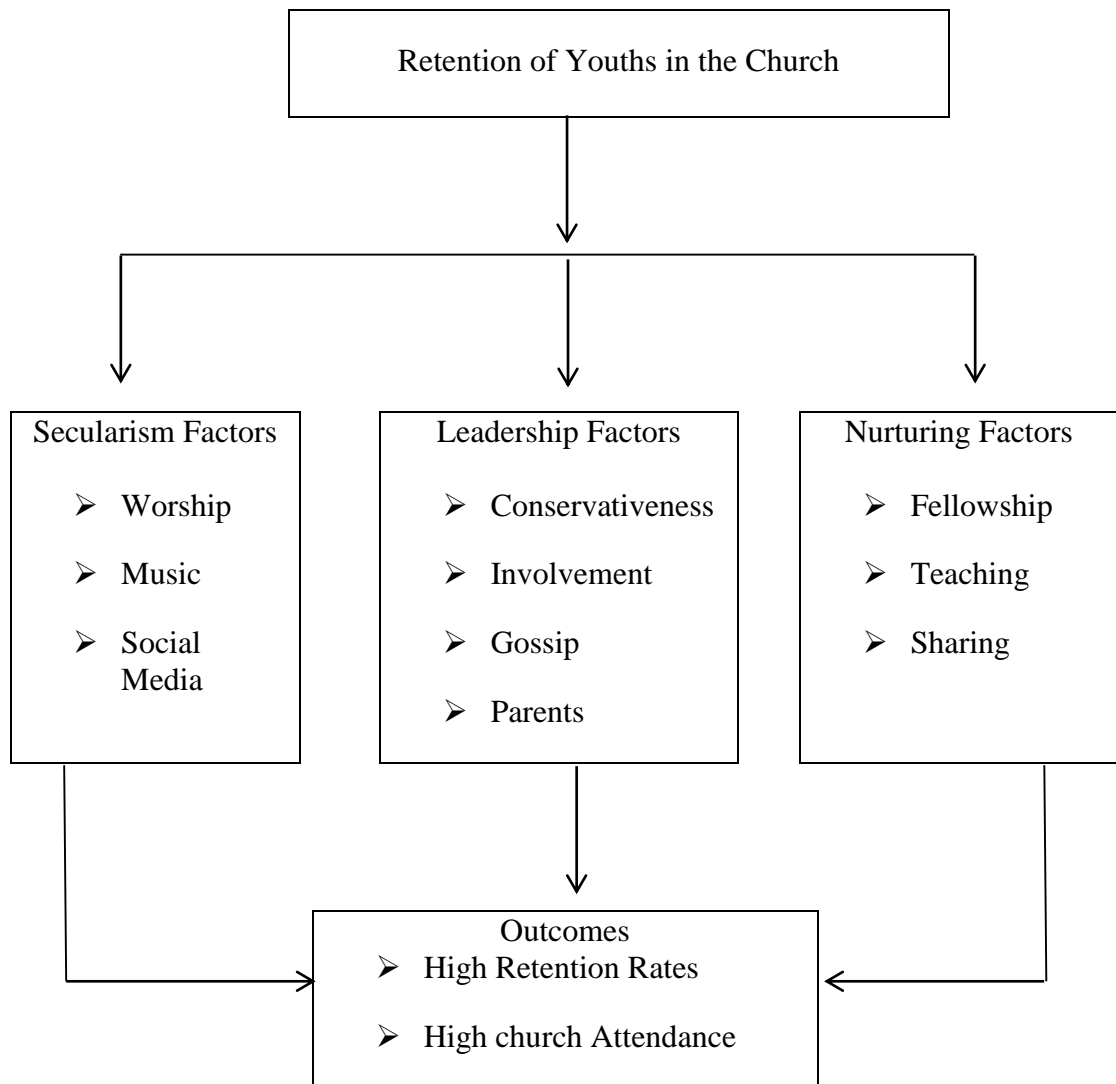 Retention of Youths in the Church
Secularism Factors
➢ Worship
➢ Music
➢ Social
Media
Leadership Factors
➢ Conservativeness
➢ Involvement
➢ Gossip
➢ Parents
Nurturing Factors
➢ Fellowship
➢ Teaching
➢ Sharing
Outcomes
➢ High Retention Rates
➢ High church Attendance